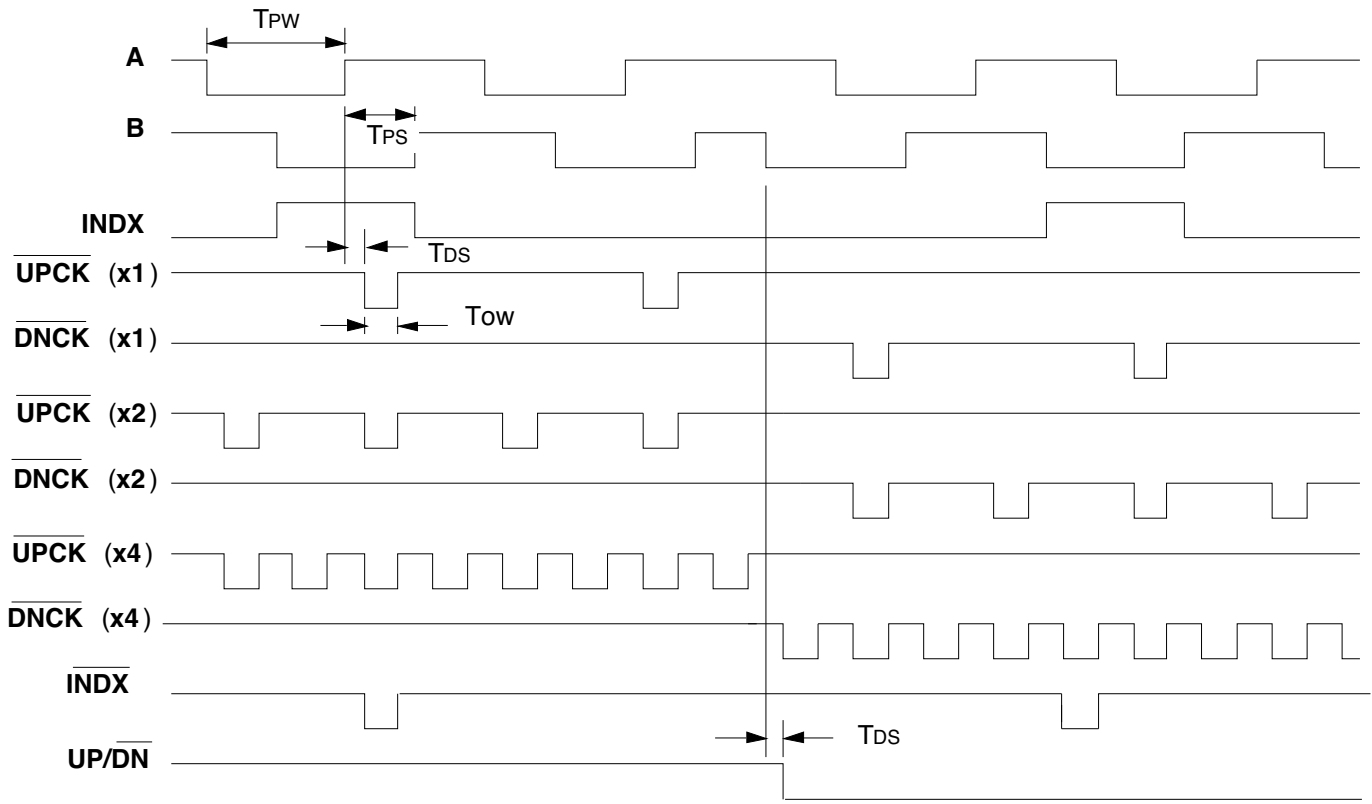 TPW
A
B
TPS
INDX
TDS
UPCK (x1)
TOW
DNCK (x1)
UPCK (x2)
DNCK (x2)
UPCK (x4)
DNCK (x4)
INDX
TDS
UP/DN